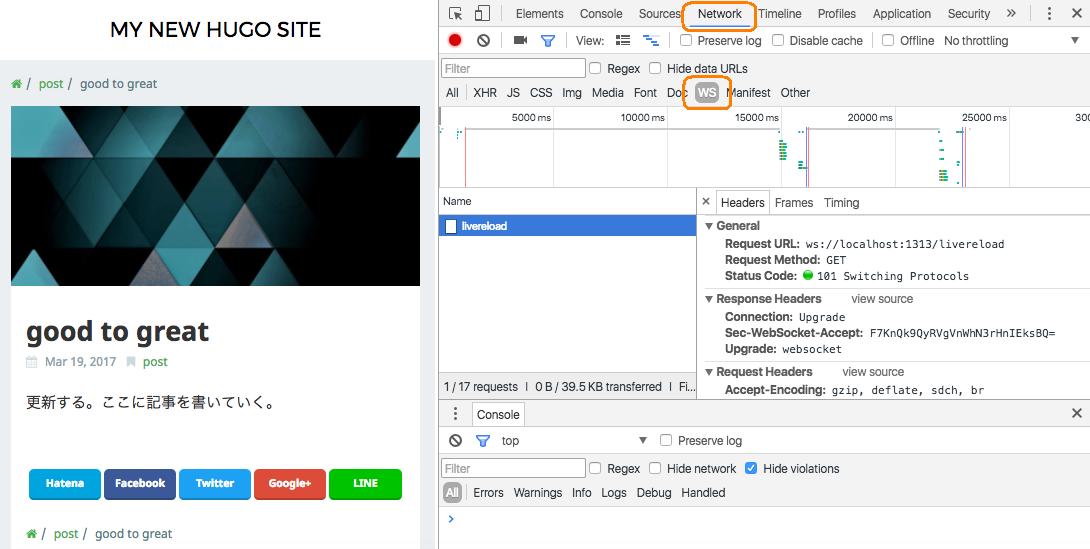 MY NEW HUGO SITE
/ post / good to great
good to great
Mar 19, 2017 post
更新する。ここに記事を書いていく。
Hatena Facebook Twitter Google+ LINE
/ post / good to great
Elements Console Sources Network Timeline Profiles Application Security »
View: Preserve log Disable cache Offline No throttling
Filter Regex Hide data URLs
All XHR JS CSS Img Media Font Doc WS Manifest Other
5000 ms 10000 ms 15000 ms 20000 ms 25000 ms 300
Name
livereload
1 / 17 requests | 0 B / 39.5 KB transferred | Fi...
× Headers Frames Timing
▼ General
Request URL: ws://localhost:1313/livereload
Request Method: GET
Status Code: 101 Switching Protocols
▼ Response Headers view source
Connection: Upgrade
Sec-WebSocket-Accept: F7KnQk9QyRVgVnWhN3rHnIEksBQ=
Upgrade: websocket
▼ Request Headers view source
Accept-Encoding: gzip, deflate, sdch, br
Console
top ▼ Preserve log
Filter Regex Hide network Hide violations
All Errors Warnings Info Logs Debug Handled